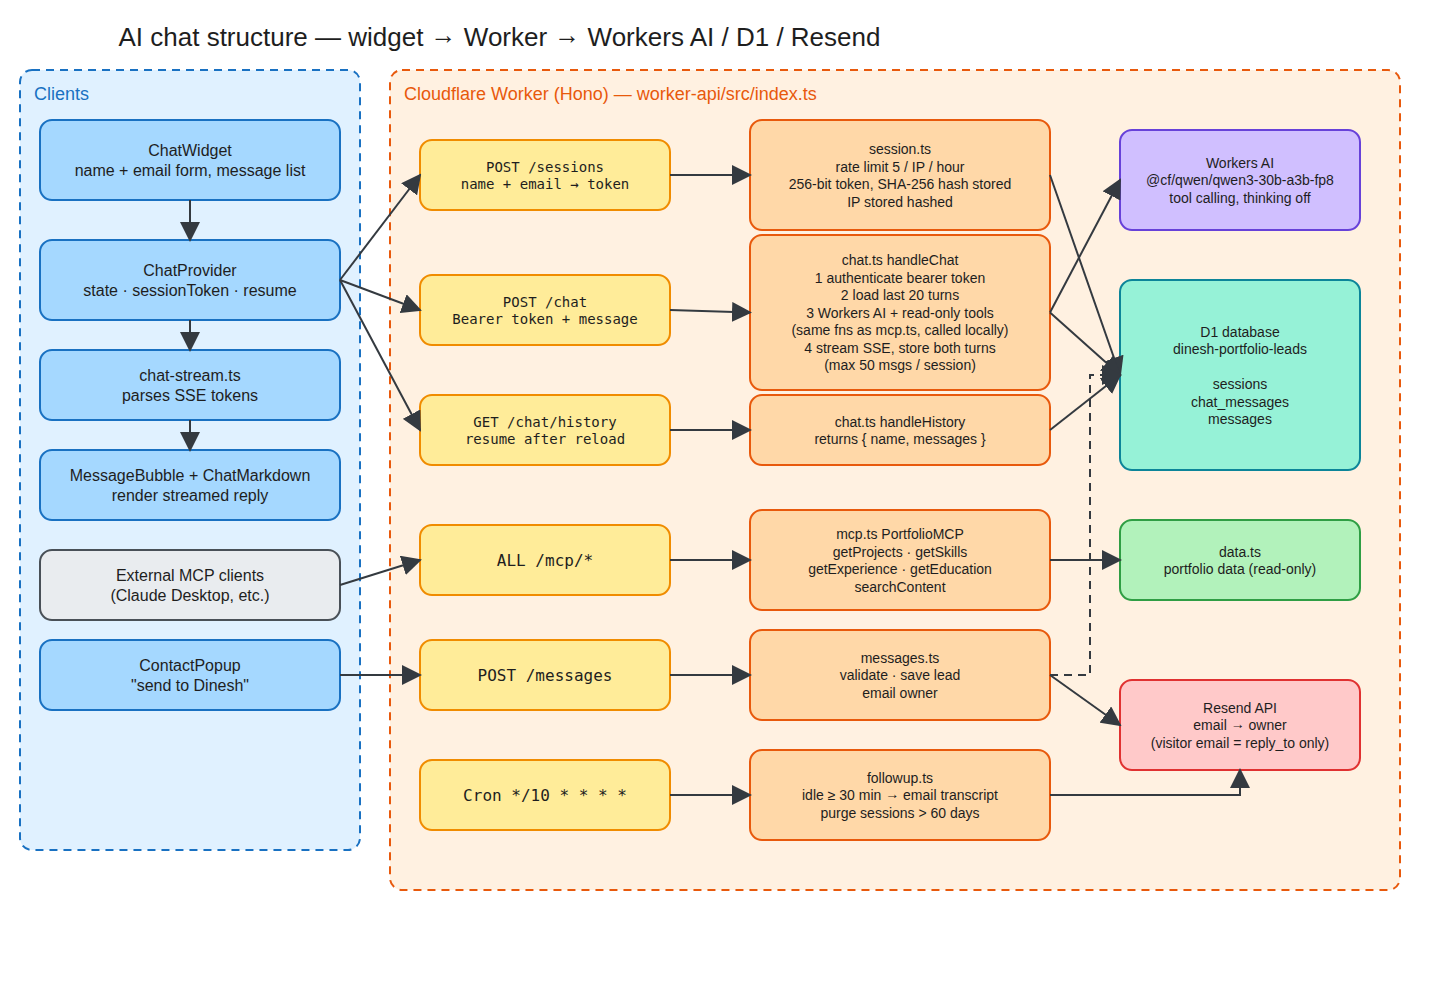 AI chat structure — widget → Worker → Workers AI / D1 / Resend
Clients
ChatWidget
name + email form, message list
ChatProvider
state · sessionToken · resume
chat-stream.ts
parses SSE tokens
MessageBubble + ChatMarkdown
render streamed reply
External MCP clients
(Claude Desktop, etc.)
ContactPopup
"send to Dinesh"
Cloudflare Worker (Hono) — worker-api/src/index.ts
POST /sessions
name + email → token
POST /chat
Bearer token + message
GET /chat/history
resume after reload
ALL /mcp/*
POST /messages
Cron */10 * * * *
session.ts
rate limit 5 / IP / hour
256-bit token, SHA-256 hash stored
IP stored hashed
chat.ts handleChat
1 authenticate bearer token
2 load last 20 turns
3 Workers AI + read-only tools
(same fns as mcp.ts, called locally)
4 stream SSE, store both turns
(max 50 msgs / session)
chat.ts handleHistory
returns { name, messages }
mcp.ts PortfolioMCP
getProjects · getSkills
getExperience · getEducation
searchContent
messages.ts
validate · save lead
email owner
followup.ts
idle ≥ 30 min → email transcript
purge sessions > 60 days
Workers AI
@cf/qwen/qwen3-30b-a3b-fp8
tool calling, thinking off
D1 database
dinesh-portfolio-leads
sessions
chat_messages
messages
data.ts
portfolio data (read-only)
Resend API
email → owner
(visitor email = reply_to only)